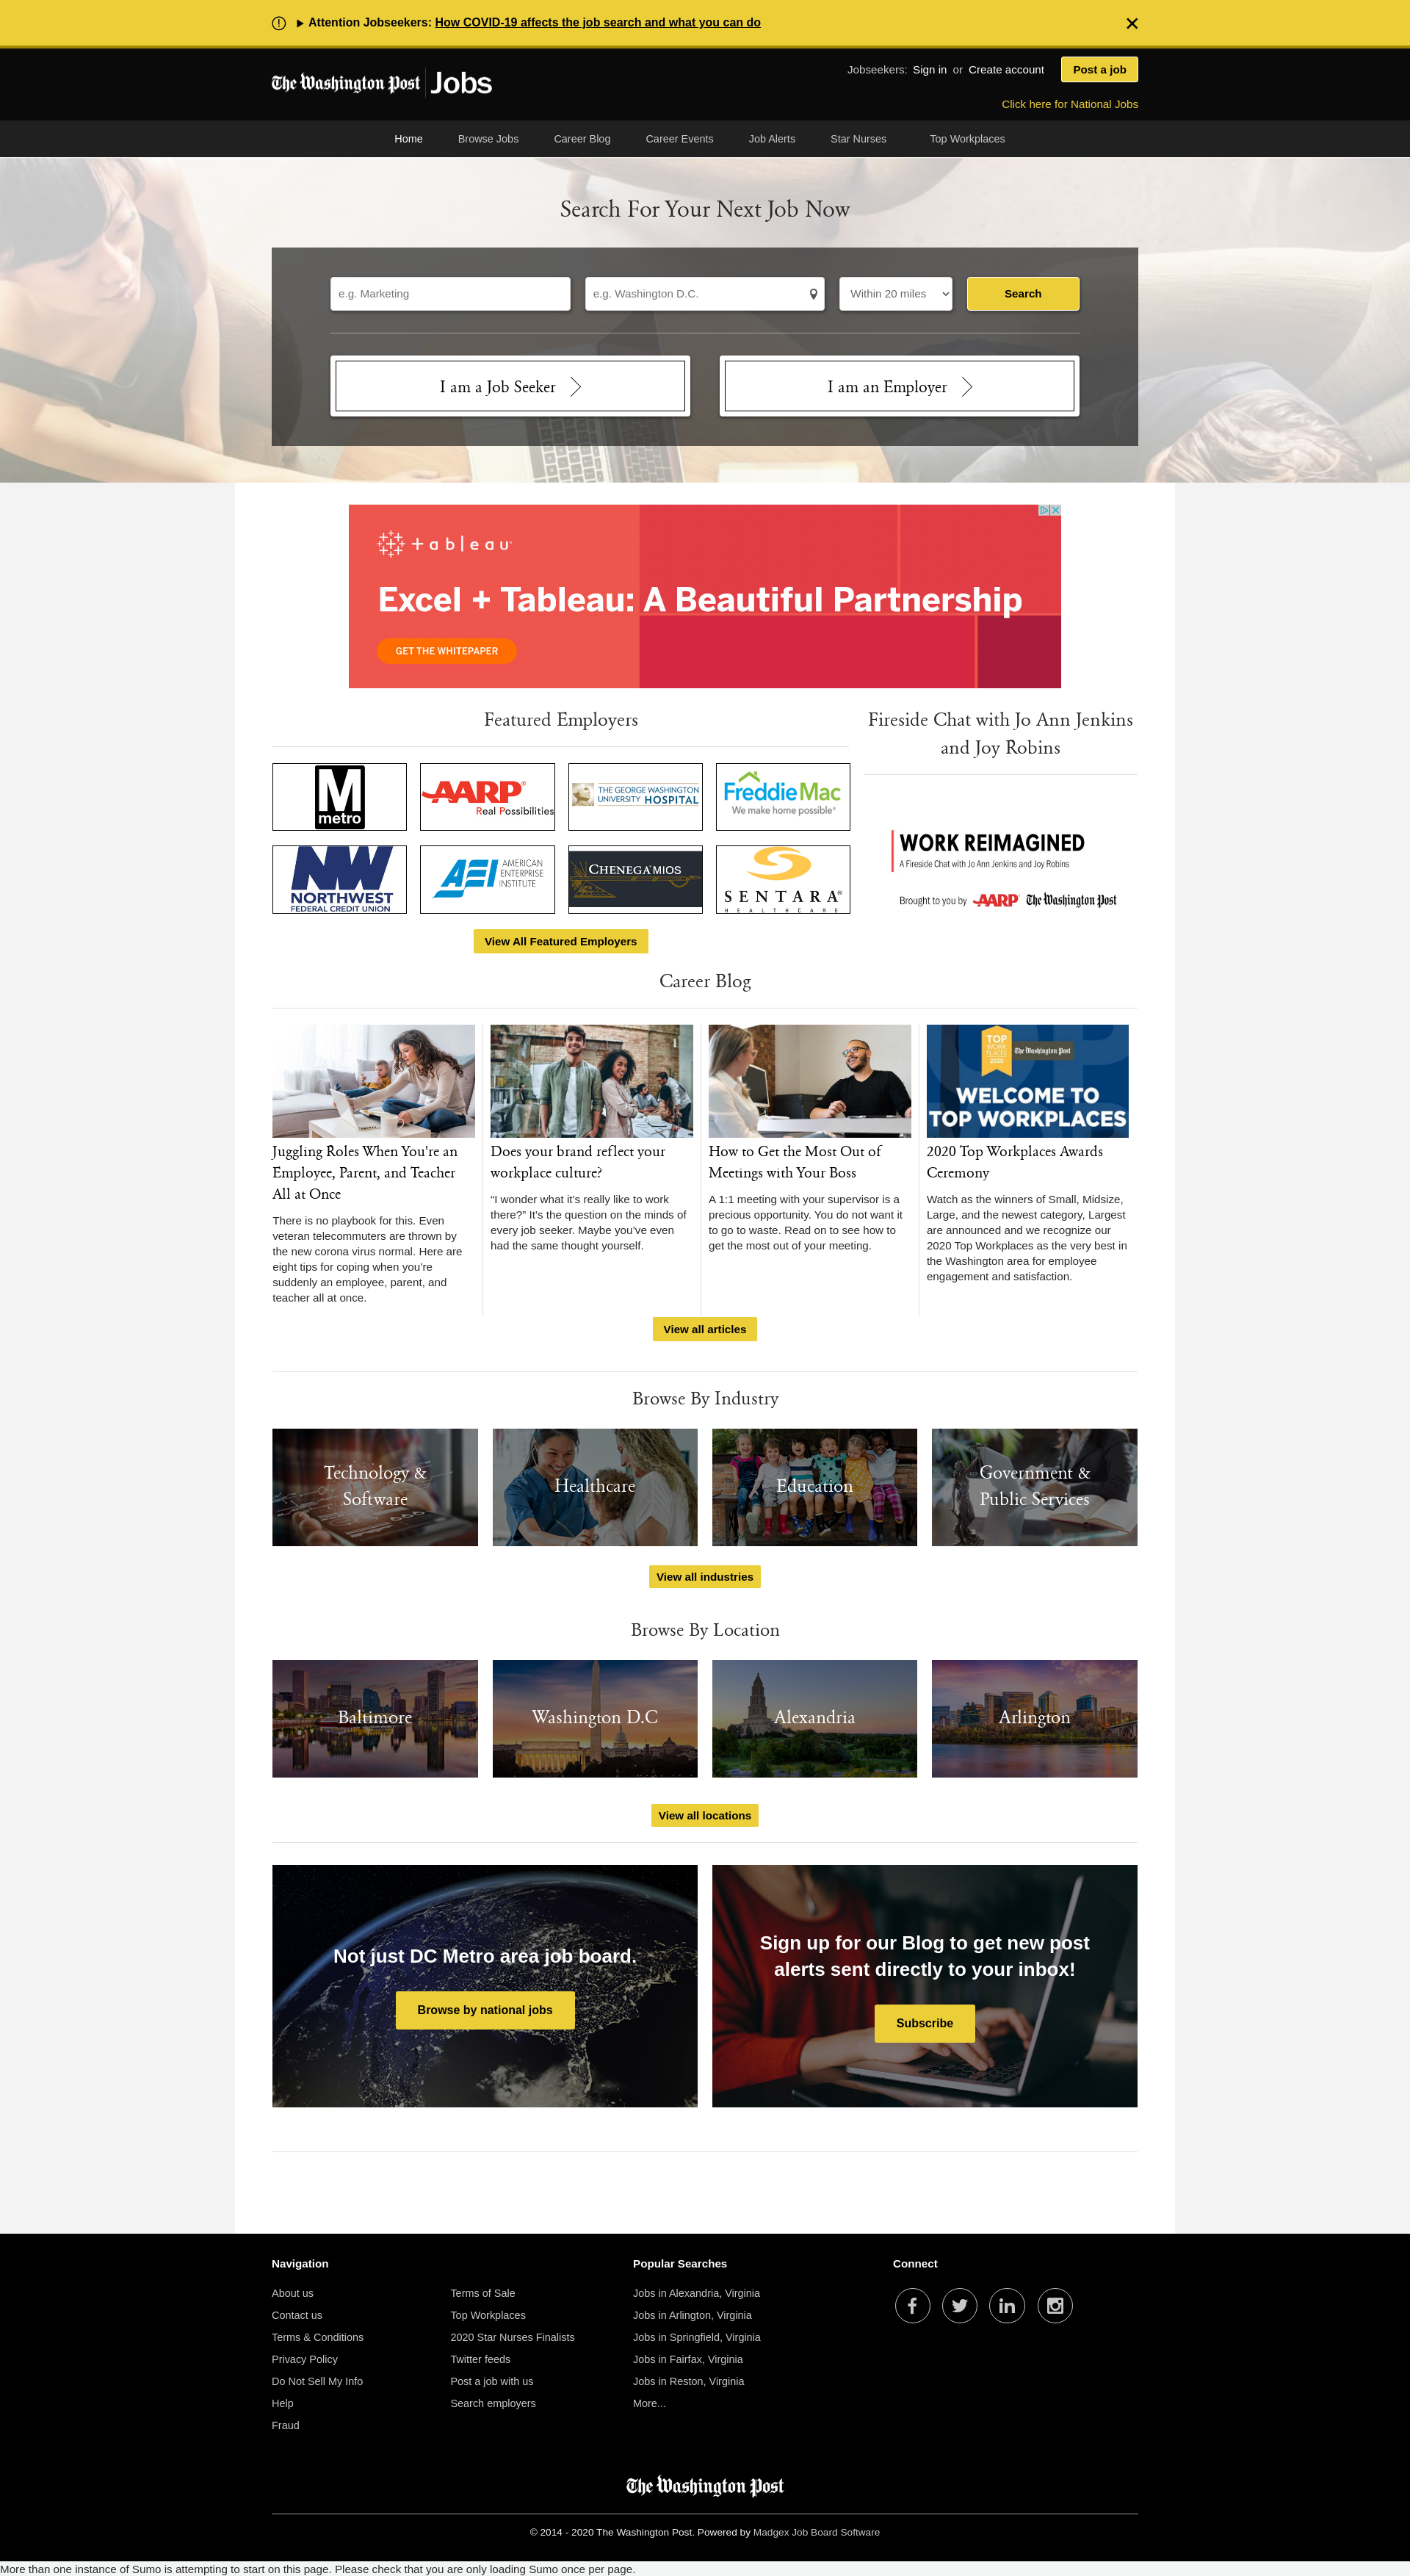 Attention Jobseekers: How COVID-19 affects the job search and what you can do
The Washington Post Jobs
Jobseekers: Sign in or Create account
Post a job
Click here for National Jobs
Home Browse Jobs Career Blog Career Events Job Alerts Star Nurses Top Workplaces
Search For Your Next Job Now
e.g. Marketing
e.g. Washington D.C.
Within 20 miles
Search
I am a Job Seeker
I am an Employer
+ableau
Excel + Tableau: A Beautiful Partnership
GET THE WHITEPAPER
Featured Employers
M
metro
AARP®
Real Possibilities
THE GEORGE WASHINGTON
UNIVERSITY HOSPITAL
FreddieMac
We make home possible®
NW
NORTHWEST
FEDERAL CREDIT UNION
AEI AMERICAN
ENTERPRISE
INSTITUTE
CHENEGA MIOS
SENTARA®
HEALTHCARE
View All Featured Employers
Fireside Chat with Jo Ann Jenkins
and Joy Robins
WORK REIMAGINED
A Fireside Chat with Jo Ann Jenkins and Joy Robins
Brought to you by AARP The Washington Post
Career Blog
Juggling Roles When You're an
Employee, Parent, and Teacher
All at Once
There is no playbook for this. Even
veteran telecommuters are thrown by
the new corona virus normal. Here are
eight tips for coping when you’re
suddenly an employee, parent, and
teacher all at once.
Does your brand reflect your
workplace culture?
“I wonder what it’s really like to work
there?” It’s the question on the minds of
every job seeker. Maybe you’ve even
had the same thought yourself.
How to Get the Most Out of
Meetings with Your Boss
A 1:1 meeting with your supervisor is a
precious opportunity. You do not want it
to go to waste. Read on to see how to
get the most out of your meeting.
TOP
WORK
PLACES
2020
The Washington Post
WELCOME TO
TOP WORKPLACES
2020 Top Workplaces Awards
Ceremony
Watch as the winners of Small, Midsize,
Large, and the newest category, Largest
are announced and we recognize our
2020 Top Workplaces as the very best in
the Washington area for employee
engagement and satisfaction.
View all articles
Browse By Industry
Technology &
Software
Healthcare
Education
Government &
Public Services
View all industries
Browse By Location
Baltimore
Washington D.C
Alexandria
Arlington
View all locations
Not just DC Metro area job board.
Browse by national jobs
Sign up for our Blog to get new post
alerts sent directly to your inbox!
Subscribe
Navigation
About us
Contact us
Terms & Conditions
Privacy Policy
Do Not Sell My Info
Help
Fraud
Terms of Sale
Top Workplaces
2020 Star Nurses Finalists
Twitter feeds
Post a job with us
Search employers
Popular Searches
Jobs in Alexandria, Virginia
Jobs in Arlington, Virginia
Jobs in Springfield, Virginia
Jobs in Fairfax, Virginia
Jobs in Reston, Virginia
More...
Connect
The Washington Post
© 2014 - 2020 The Washington Post. Powered by Madgex Job Board Software
More than one instance of Sumo is attempting to start on this page. Please check that you are only loading Sumo once per page.